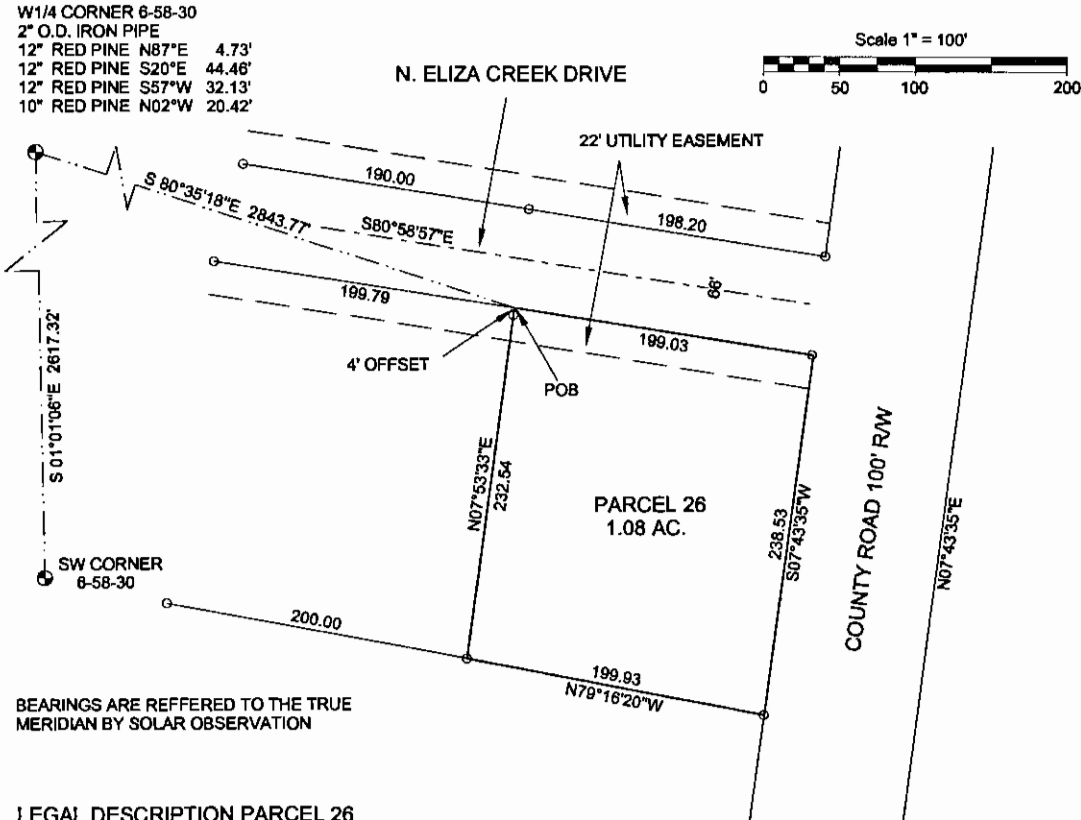 W1/4 CORNER 6-58-30
2" O.D. IRON PIPE
12" RED PINE N87°E 4.73'
12" RED PINE S20°E 44.46'
12" RED PINE S57°W 32.13'
10" RED PINE N02°W 20.42'
Scale 1" = 100'
0 50 100 200
N. ELIZA CREEK DRIVE
22' UTILITY EASEMENT
190.00
198.20
S 80°35'18"E 2843.77'
S80°58'57"E
66'
199.79
199.03
4' OFFSET
POB
S 01°01'06"E 2617.32'
N07°53'33"E
232.54
PARCEL 26
1.08 AC.
238.53
S07°43'35"W
COUNTY ROAD 100' R/W
N07°43'35"E
SW CORNER
6-58-30
200.00
199.93
N79°16'20"W
BEARINGS ARE REFFERED TO THE TRUE
MERIDIAN BY SOLAR OBSERVATION
LEGAL DESCRIPTION PARCEL 26